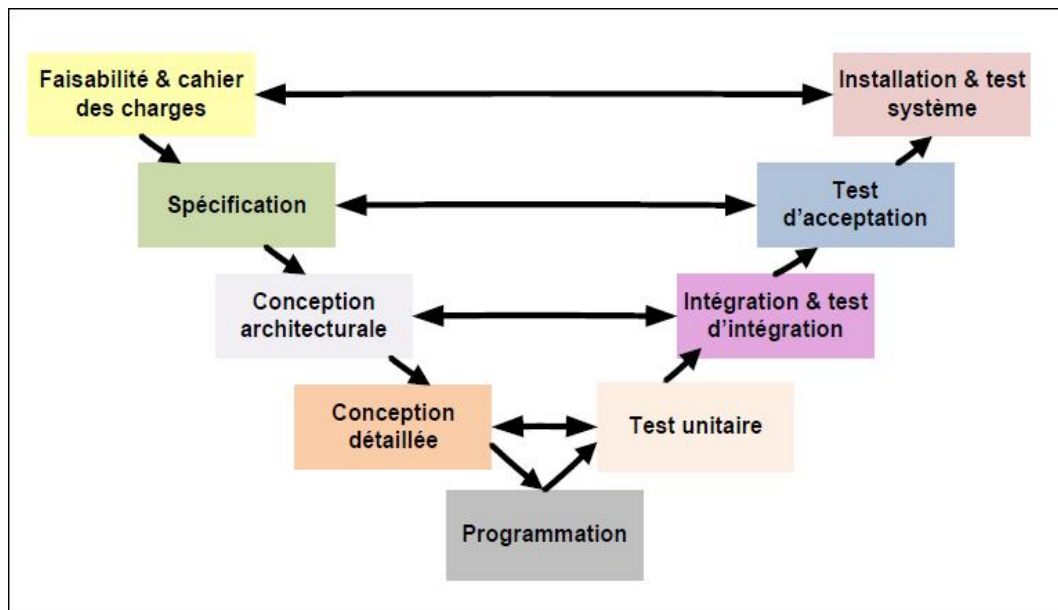 Faisabilité & cahier
des charges
Installation & test
système
Spécification
Test
d'acceptation
Conception
architecturale
Intégration & test
d'intégration
Conception
détaillée
Test unitaire
Programmation